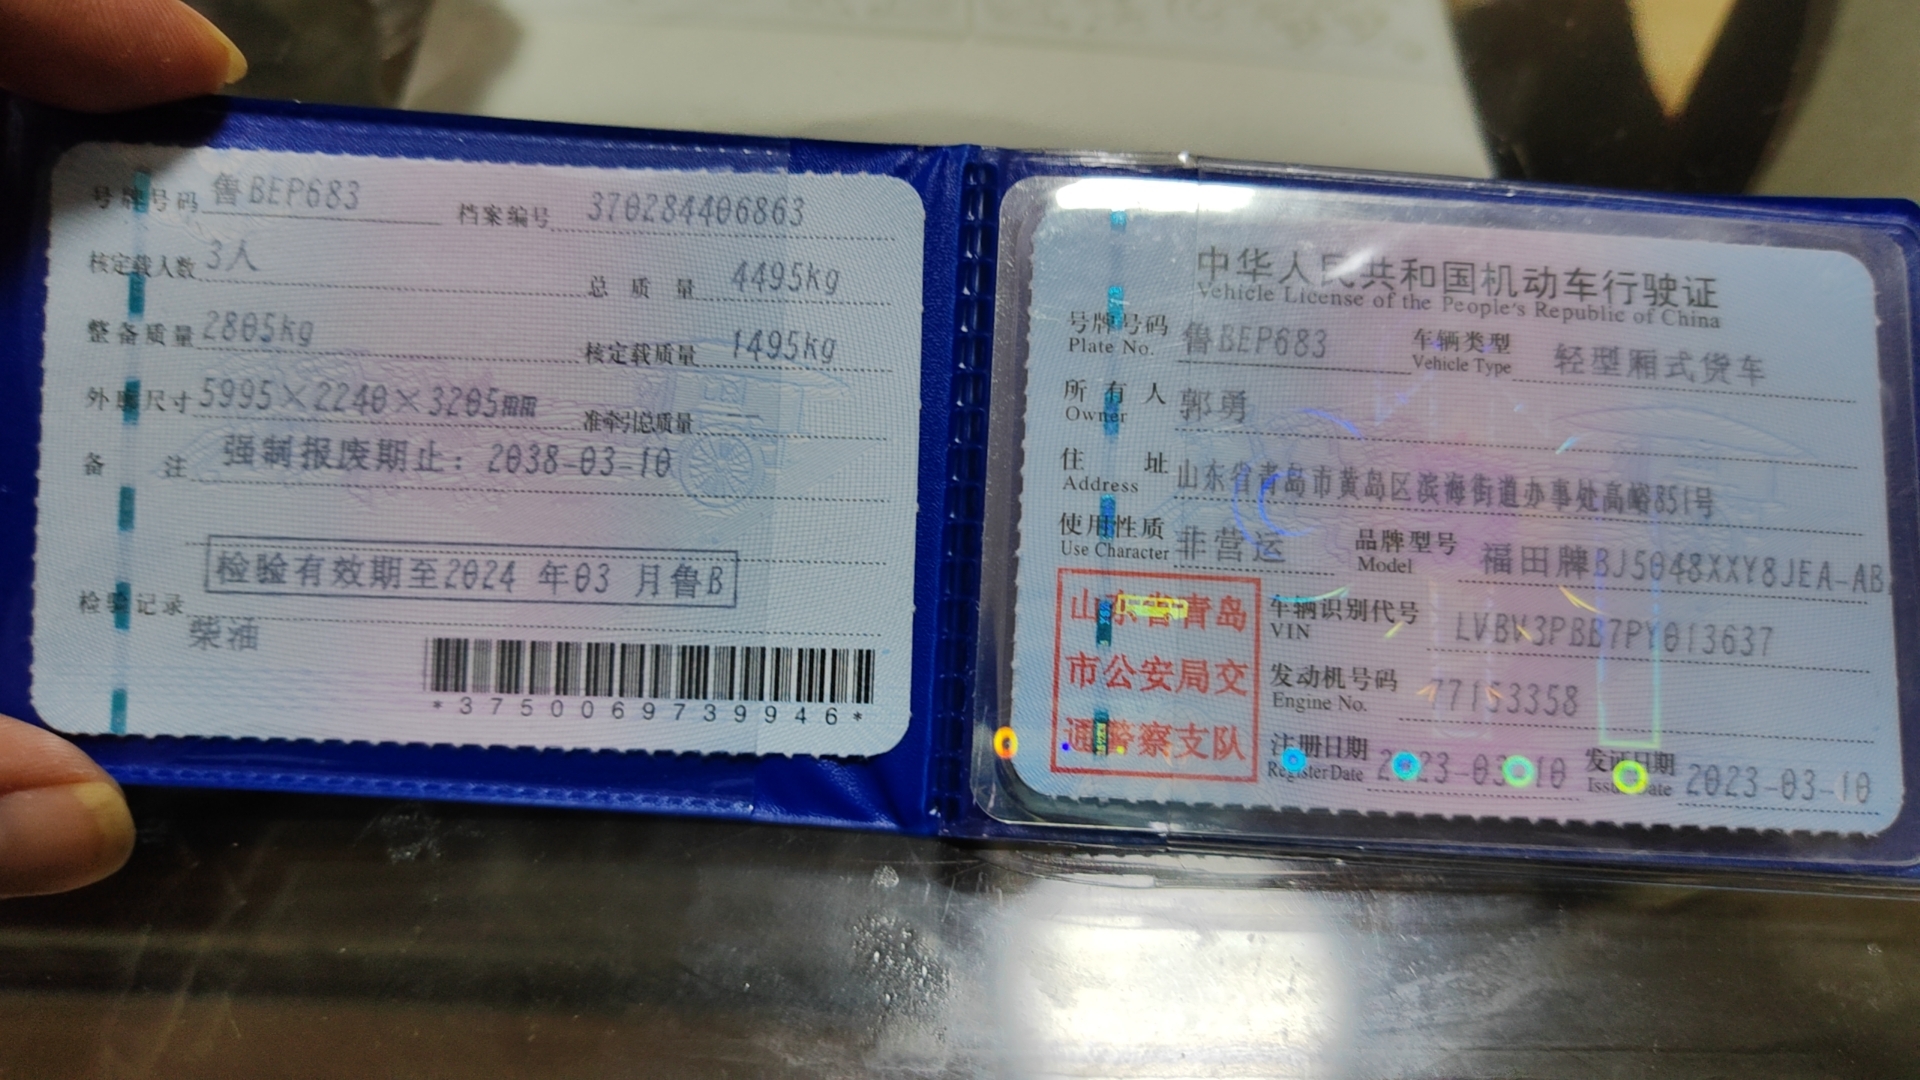 号牌号码 鲁BEP683 档案编号 370284406863
核定载人数 3人 总质量 4495kg
整备质量 2805kg 核定载质量 1495kg
外廓尺寸 5995×2240×3205mm 准牵引总质量 --
备注 强制报废期止：2038-03-10
检验有效期至2024 年03 月鲁B
检验记录
柴油
*3750069739946*
中华人民共和国机动车行驶证
Vehicle License of the People's Republic of China
号牌号码 鲁BEP683 车辆类型 轻型厢式货车
Plate No. Vehicle Type
所有人 郭勇
Owner
住址 山东省青岛市黄岛区滨海街道办事处高峪851号
Address
使用性质 非营运 品牌型号 福田牌BJ5048XXY8JEA-AB
Use Character Model
山东省青岛
市公安局交
通警察支队
车辆识别代号 LVBV3PBB7PY013637
VIN
发动机号码 77153358
Engine No.
注册日期 2023-03-10 发证日期 2023-03-10
Register Date Issue Date